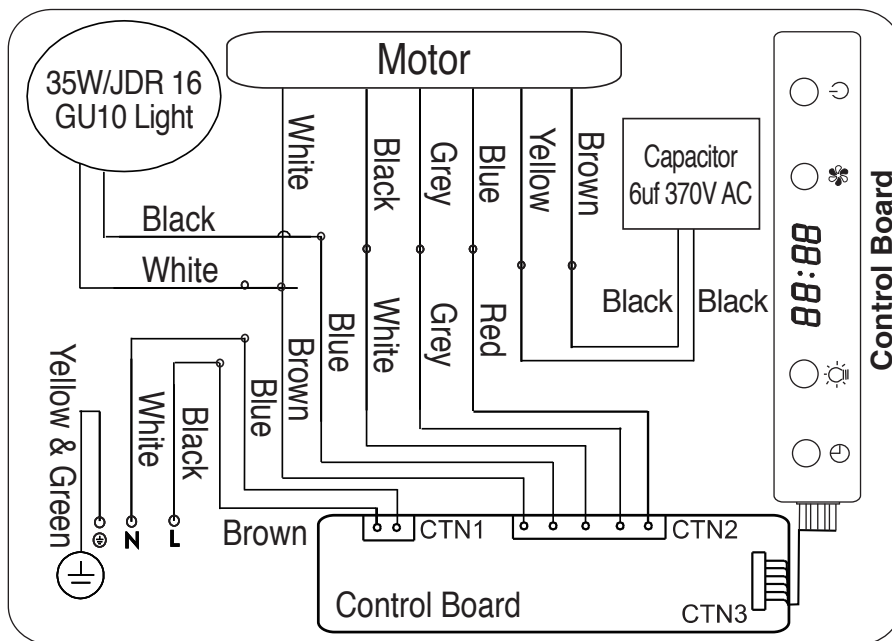 35W/JDR 16
GU10 Light
Motor
White
Black
Grey
Blue
Yellow
Brown
Capacitor
6uf 370V AC
Black
White
Black
Black
88:88
Control Board
Blue
Brown
Blue
White
Grey
Red
Yellow & Green
White
Black
N
L
Brown
CTN1
CTN2
CTN3
Control Board